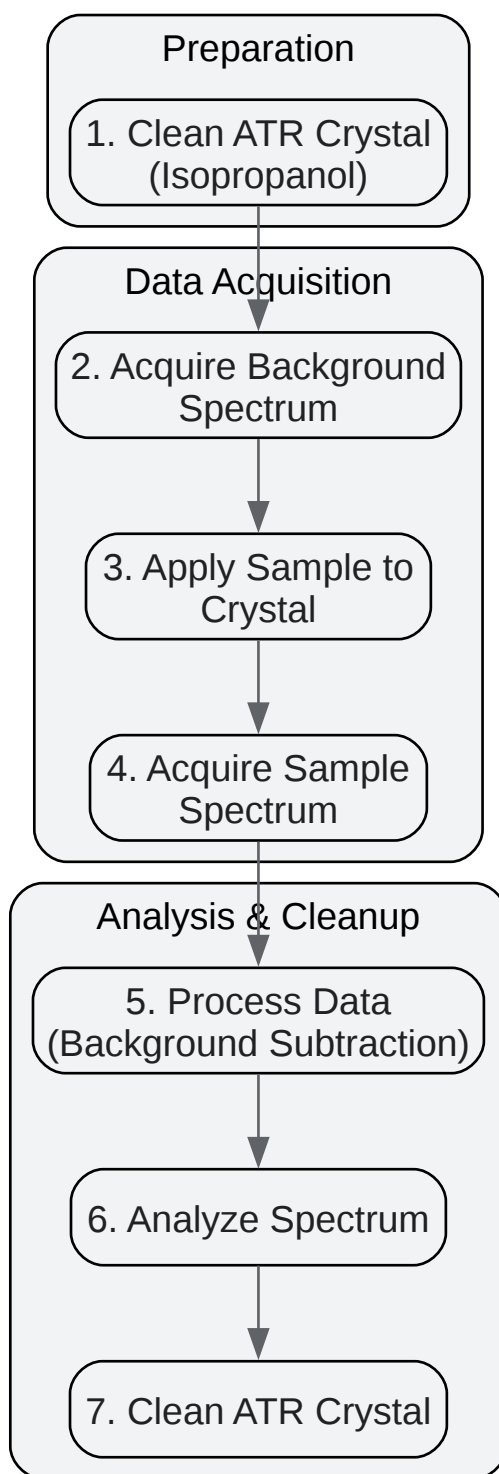 Preparation
1. Clean ATR Crystal
(Isopropanol)
Data Acquisition
2. Acquire Background
Spectrum
3. Apply Sample to
Crystal
4. Acquire Sample
Spectrum
Analysis & Cleanup
5. Process Data
(Background Subtraction)
6. Analyze Spectrum
7. Clean ATR Crystal